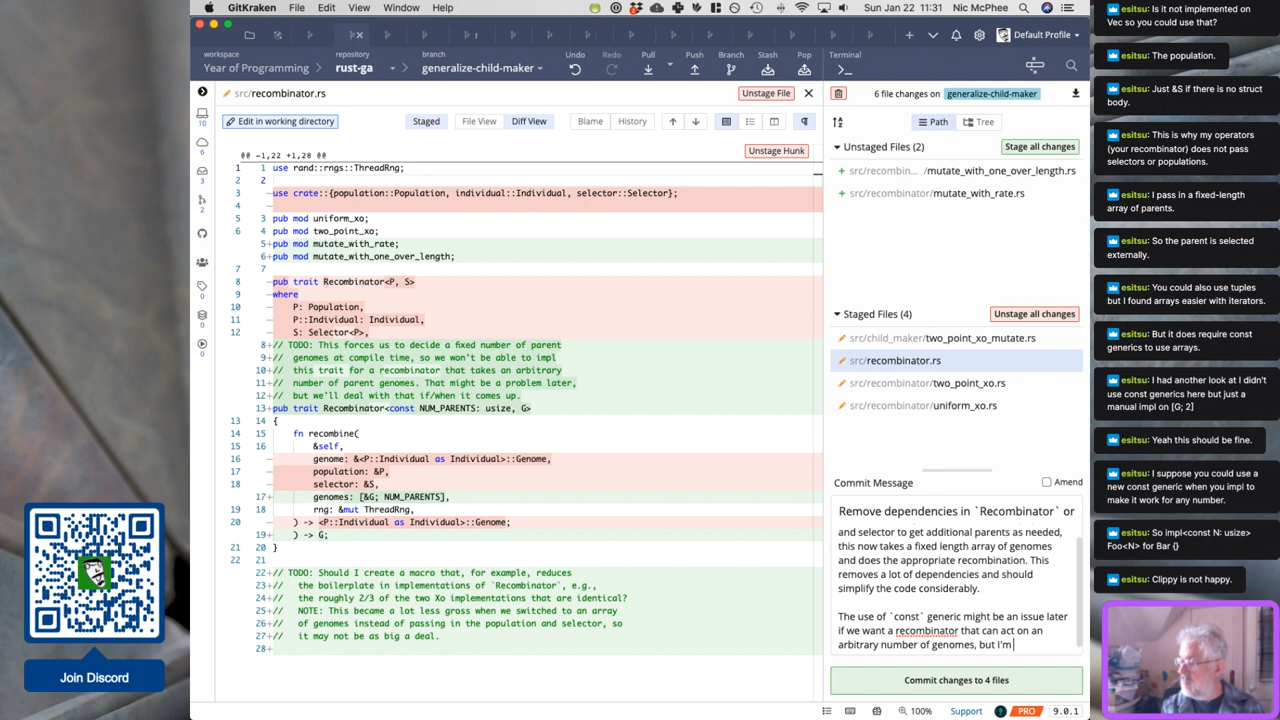 GitKraken File Edit View Window Help
Sun Jan 22 11:31 Nic McPhee
Default Profile
workspace
Year of Programming
repository
rust-ga
branch
generalize-child-maker
Undo
Redo
Pull
Push
Branch
Stash
Pop
Terminal
10
6
3
2
0
0
0
src/recombinator.rs
Unstage File
Edit in working directory
Staged
File View
Diff View
Blame
History
@@ -1,22 +1,28 @@
Unstage Hunk
1 1 use rand::rngs::ThreadRng;
2 2
3 −use crate::{population::Population, individual::Individual, selector::Selector};
4 −
5 3 pub mod uniform_xo;
6 4 pub mod two_point_xo;
5+pub mod mutate_with_rate;
6+pub mod mutate_with_one_over_length;
7 7
8 −pub trait Recombinator<P, S>
9 −where
10 − P: Population,
11 − P::Individual: Individual,
12 − S: Selector<P>,
8+// TODO: This forces us to decide a fixed number of parent
9+// genomes at compile time, so we won't be able to impl
10+// this trait for a recombinator that takes an arbitrary
11+// number of parent genomes. That might be a problem later,
12+// but we'll deal with that if/when it comes up.
13+pub trait Recombinator<const NUM_PARENTS: usize, G>
13 14 {
14 15 fn recombine(
15 16 &self,
16 − genome: &<P::Individual as Individual>::Genome,
17 − population: &P,
18 − selector: &S,
17+ genomes: [&G; NUM_PARENTS],
19 18 rng: &mut ThreadRng,
20 − ) -> <P::Individual as Individual>::Genome;
19+ ) -> G;
21 20 }
22 21
22+// TODO: Should I create a macro that, for example, reduces
23+// the boilerplate in implementations of `Recombinator`, e.g.,
24+// the roughly 2/3 of the two Xo implementations that are identical?
25+// NOTE: This became a lot less gross when we switched to an array
26+// of genomes instead of passing in the population and selector, so
27+// it may not be as big a deal.
28+
6 file changes on generalize-child-maker
Path
Tree
Unstaged Files (2)
Stage all changes
src/recombin... /mutate_with_one_over_length.rs
src/recombinator/mutate_with_rate.rs
Staged Files (4)
Unstage all changes
src/child_maker/two_point_xo_mutate.rs
src/recombinator.rs
src/recombinator/two_point_xo.rs
src/recombinator/uniform_xo.rs
Commit Message
Amend
Remove dependencies in `Recombinator` or
and selector to get additional parents as needed,
this now takes a fixed length array of genomes
and does the appropriate recombination. This
removes a lot of dependencies and should
simplify the code considerably.
The use of `const` generic might be an issue later
if we want a recombinator that can act on an
arbitrary number of genomes, but I'm
Commit changes to 4 files
100%
Support
PRO
9.0.1
esitsu: Is it not implemented on
Vec so you could use that?
esitsu: The population.
esitsu: Just &S if there is no struct
body.
esitsu: This is why my operators
(your recombinator) does not pass
selectors or populations.
esitsu: I pass in a fixed-length
array of parents.
esitsu: So the parent is selected
externally.
esitsu: You could also use tuples
but I found arrays easier with iterators.
esitsu: But it does require const
generics to use arrays.
esitsu: I had another look at I didn't
use const generics here but just a
manual impl on [G; 2]
esitsu: Yeah this should be fine.
esitsu: I suppose you could use a
new const generic when you impl to
make it work for any number.
esitsu: So impl<const N: usize>
Foo<N> for Bar {}
esitsu: Clippy is not happy.
Join Discord